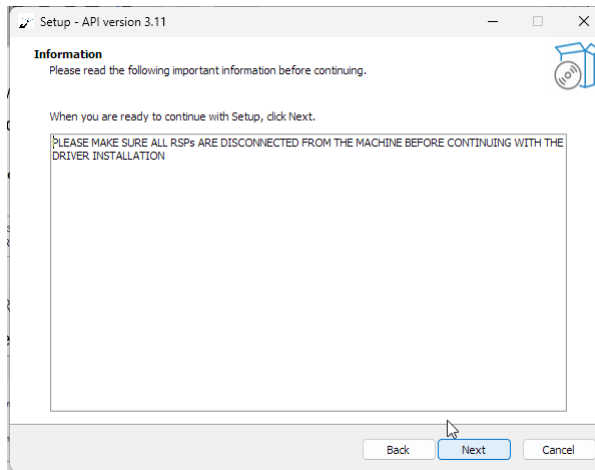 Setup - API version 3.11
Information
Please read the following important information before continuing.
When you are ready to continue with Setup, click Next.
PLEASE MAKE SURE ALL RSPs ARE DISCONNECTED FROM THE MACHINE BEFORE CONTINUING WITH THE
DRIVER INSTALLATION
Back Next Cancel